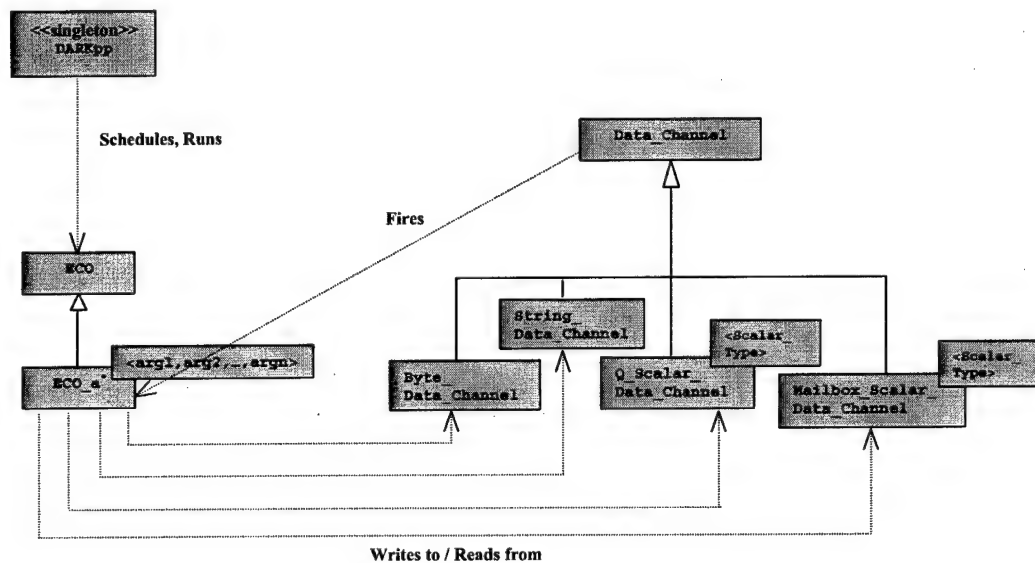 <<singleton>>
DARKpp
Schedules, Runs
Data_Channel
Fires
ECO
String_
Data_Channel
<Scalar_
Type>
<arg1,arg2,…,argn>
ECO_a*
Byte_
Data_Channel
Q_Scalar_
Data_Channel
<Scalar_
Type>
Mailbox_Scalar_
Data_Channel
Writes to / Reads from